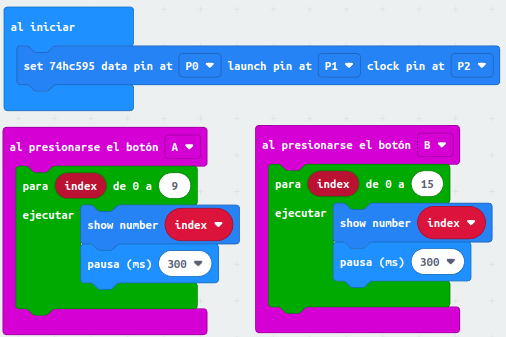 al iniciar
set 74hc595 data pin at P0 launch pin at P1 clock pin at P2
al presionarse el botón A
para index de 0 a 9
ejecutar
show number index
pausa (ms) 300
al presionarse el botón B
para index de 0 a 15
ejecutar
show number index
pausa (ms) 300